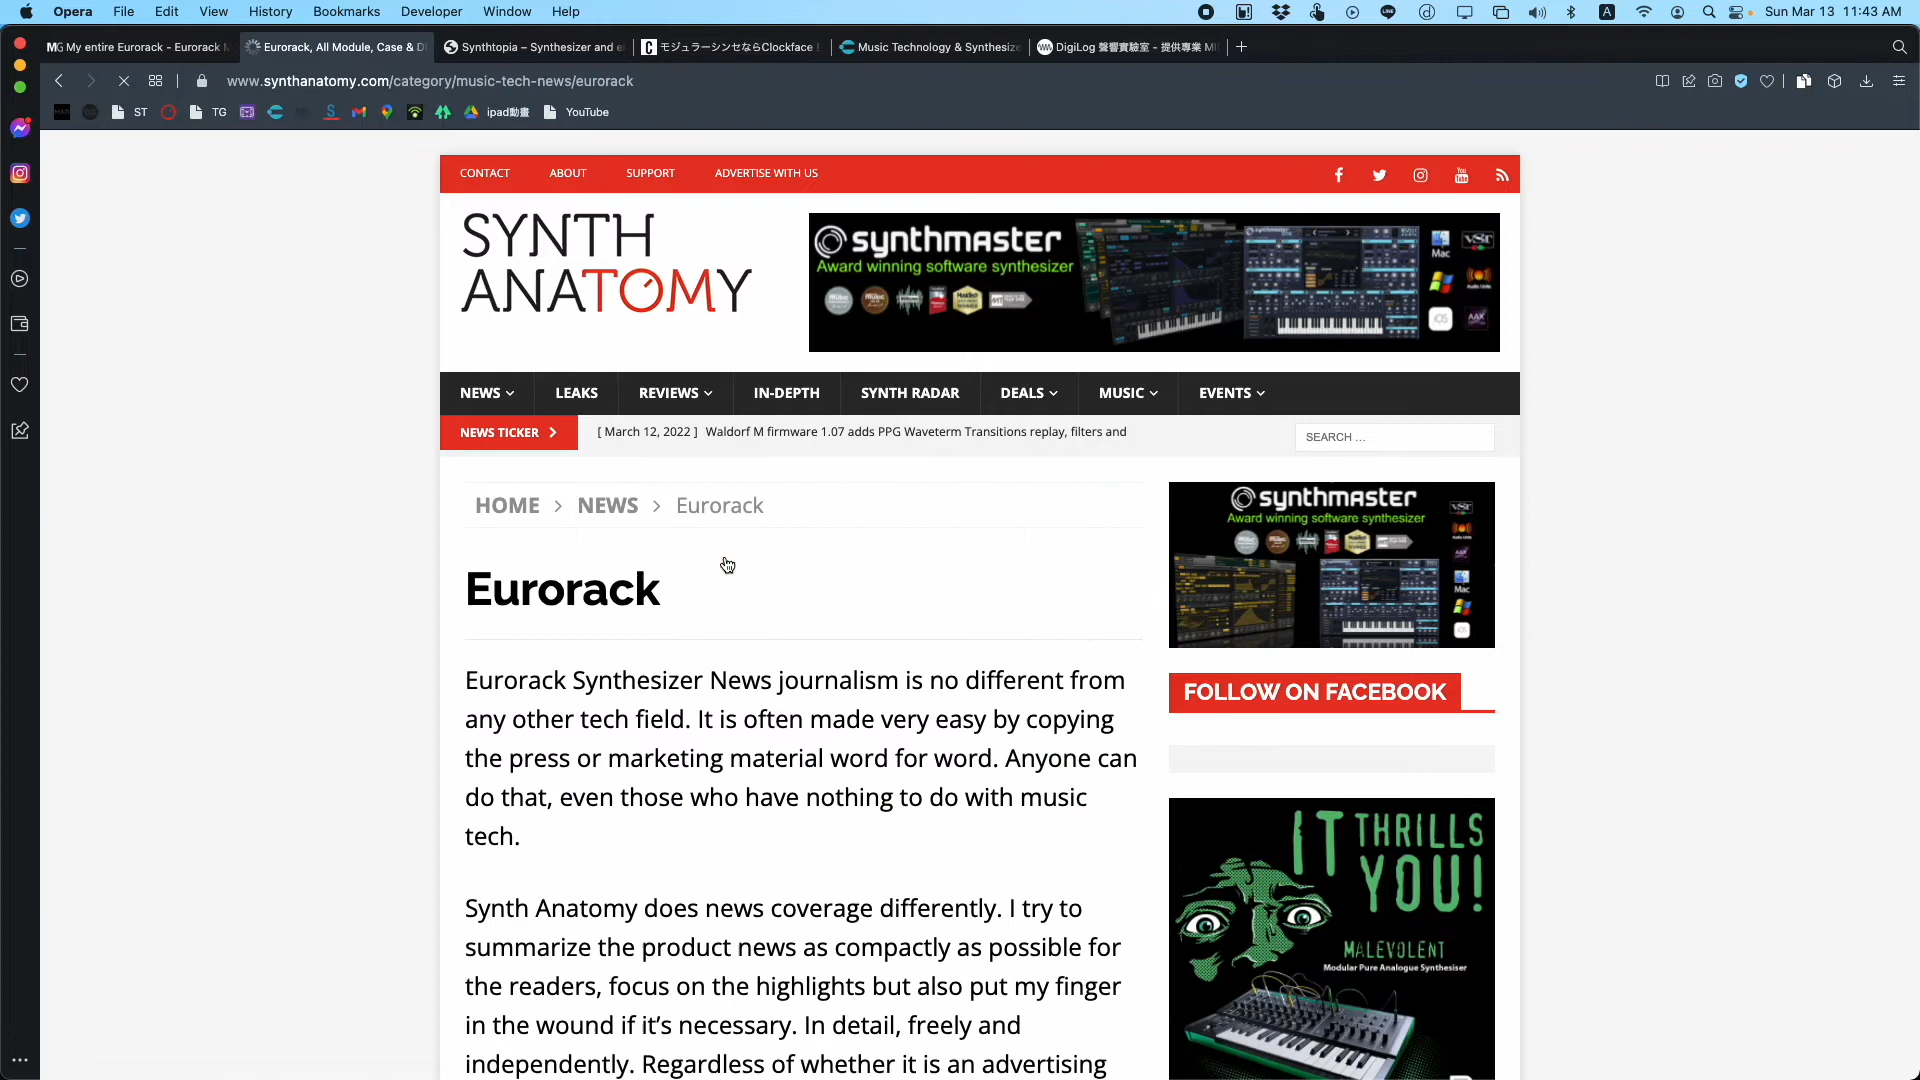 Opera File Edit View History Bookmarks Developer Window Help
A
Sun Mar 13 11:43 AM
MG My entire Eurorack - Eurorack M
Eurorack, All Module, Case & D
Synthtopia – Synthesizer and e
モジュラーシンセならClockface
Music Technology & Synthesize
DigiLog 聲響實驗室 - 提供專業 MI
www.synthanatomy.com/category/music-tech-news/eurorack
ST
TG
ipad動畫
YouTube
CONTACT ABOUT SUPPORT ADVERTISE WITH US
SYNTH
ANATOMY
synthmaster
Award winning software synthesizer
Mac
VST
Audio Units
iOS
AAX
NEWS LEAKS REVIEWS IN-DEPTH SYNTH RADAR DEALS MUSIC EVENTS
NEWS TICKER
[ March 12, 2022 ] Waldorf M firmware 1.07 adds PPG Waveterm Transitions replay, filters and
SEARCH …
HOME > NEWS > Eurorack
Eurorack
Eurorack Synthesizer News journalism is no different from
any other tech field. It is often made very easy by copying
the press or marketing material word for word. Anyone can
do that, even those who have nothing to do with music
tech.
Synth Anatomy does news coverage differently. I try to
summarize the product news as compactly as possible for
the readers, focus on the highlights but also put my finger
in the wound if it’s necessary. In detail, freely and
independently. Regardless of whether it is an advertising
synthmaster
Award winning software synthesizer
VST
Mac
FOLLOW ON FACEBOOK
IT THRILLS
YOU!
MALEVOLENT
Modular Pure Analogue Synthesiser